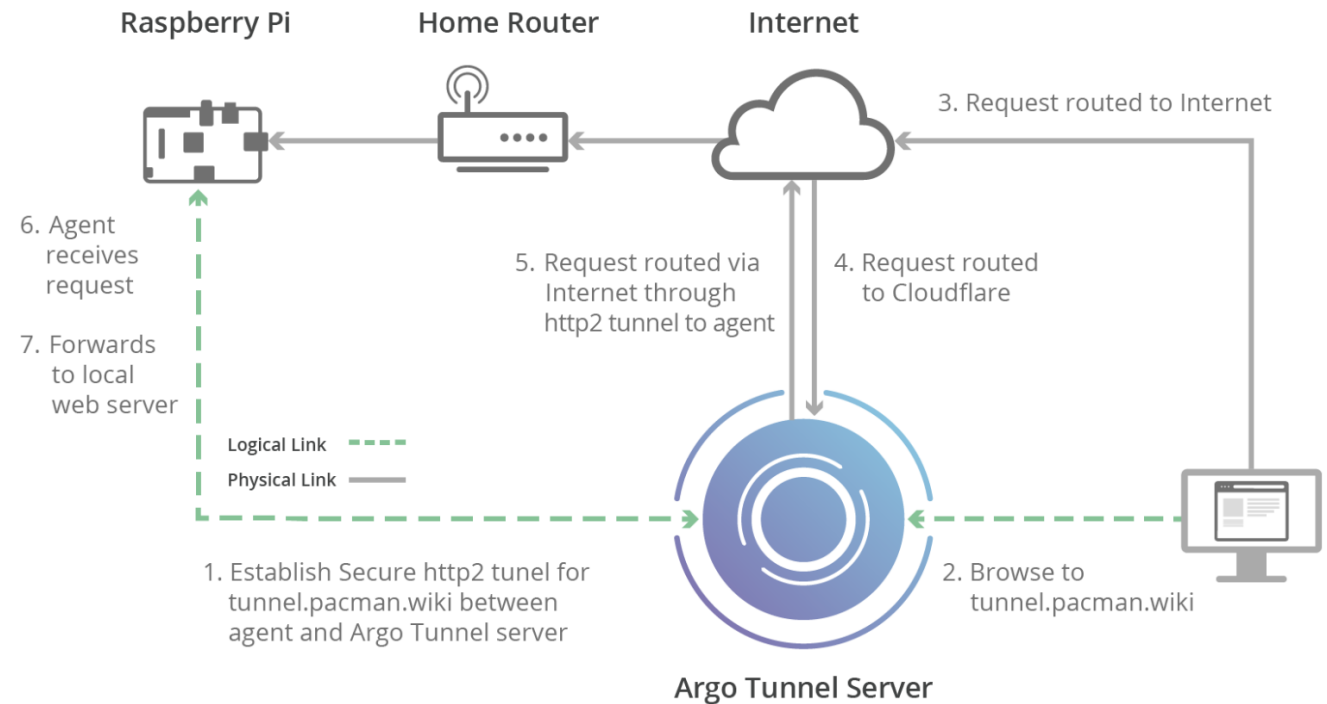 Raspberry Pi
Home Router
Internet
3. Request routed to Internet
6. Agent
receives
request
5. Request routed via
Internet through
http2 tunnel to agent
4. Request routed
to Cloudflare
7. Forwards
to local
web server
Logical Link
Physical Link
1. Establish Secure http2 tunel for
tunnel.pacman.wiki between
agent and Argo Tunnel server
2. Browse to
tunnel.pacman.wiki
Argo Tunnel Server